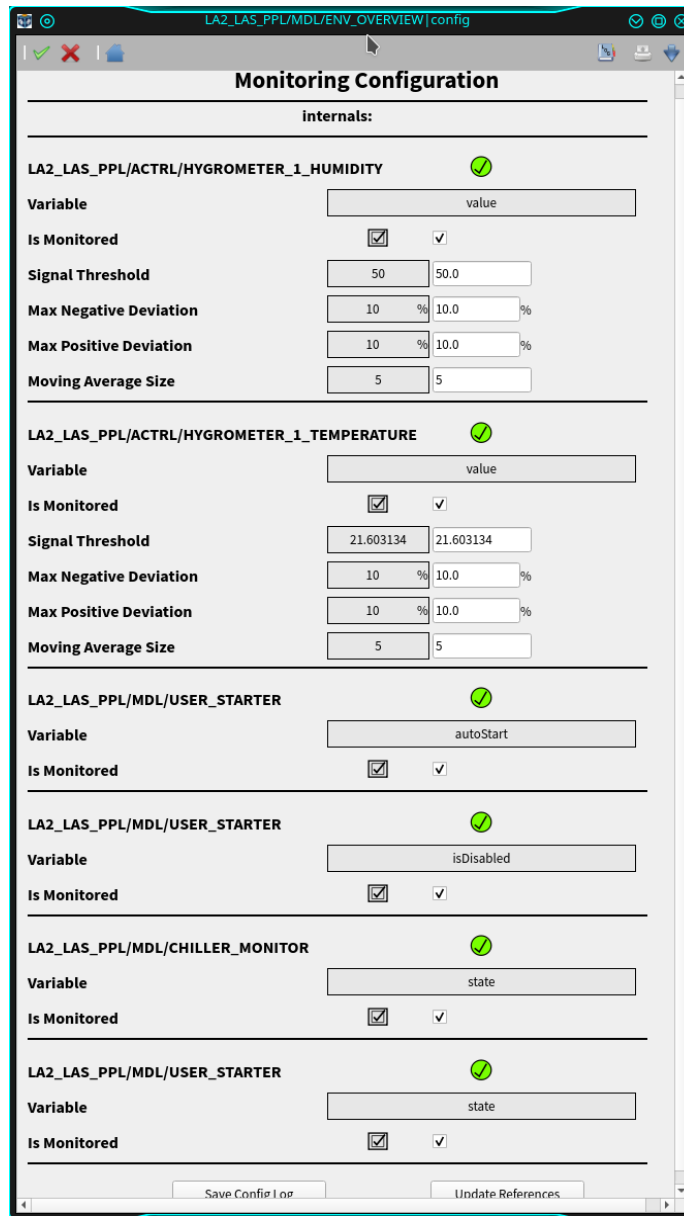 LA2_LAS_PPL/MDL/ENV_OVERVIEW|config
Monitoring Configuration
internals:
LA2_LAS_PPL/ACTRL/HYGROMETER_1_HUMIDITY
Variable value
Is Monitored
Signal Threshold 50 50.0
Max Negative Deviation 10 % 10.0 %
Max Positive Deviation 10 % 10.0 %
Moving Average Size 5 5
LA2_LAS_PPL/ACTRL/HYGROMETER_1_TEMPERATURE
Variable value
Is Monitored
Signal Threshold 21.603134 21.603134
Max Negative Deviation 10 % 10.0 %
Max Positive Deviation 10 % 10.0 %
Moving Average Size 5 5
LA2_LAS_PPL/MDL/USER_STARTER
Variable autoStart
Is Monitored
LA2_LAS_PPL/MDL/USER_STARTER
Variable isDisabled
Is Monitored
LA2_LAS_PPL/MDL/CHILLER_MONITOR
Variable state
Is Monitored
LA2_LAS_PPL/MDL/USER_STARTER
Variable state
Is Monitored
Save Config Log Update References